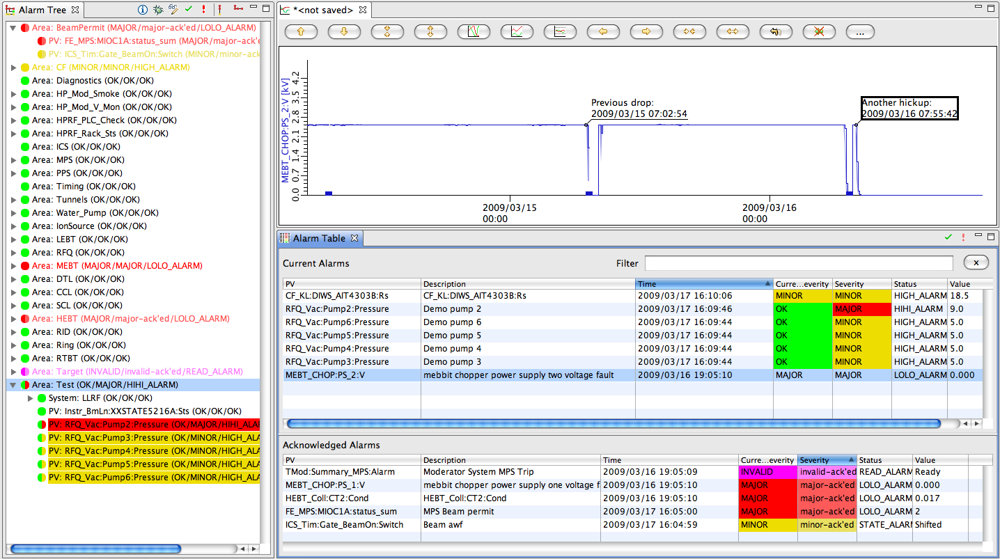 Alarm Tree
Area: BeamPermit (MAJOR/major-ack'ed/LOLO_ALARM)
PV: FE_MPS:MIOC1A:status_sum (MAJOR/major-ack'e
PV: ICS_Tim:Gate_BeamOn:Switch (MINOR/minor-ack
Area: CF (MINOR/MINOR/HIGH_ALARM)
Area: Diagnostics (OK/OK/OK)
Area: HP_Mod_Smoke (OK/OK/OK)
Area: HP_Mod_V_Mon (OK/OK/OK)
Area: HPRF_PLC_Check (OK/OK/OK)
Area: HPRF_Rack_Sts (OK/OK/OK)
Area: ICS (OK/OK/OK)
Area: MPS (OK/OK/OK)
Area: PPS (OK/OK/OK)
Area: Timing (OK/OK/OK)
Area: Tunnels (OK/OK/OK)
Area: Water_Pump (OK/OK/OK)
Area: IonSource (OK/OK/OK)
Area: LEBT (OK/OK/OK)
Area: RFQ (OK/OK/OK)
Area: MEBT (MAJOR/MAJOR/LOLO_ALARM)
Area: DTL (OK/OK/OK)
Area: CCL (OK/OK/OK)
Area: SCL (OK/OK/OK)
Area: HEBT (MAJOR/major-ack'ed/LOLO_ALARM)
Area: RID (OK/OK/OK)
Area: Ring (OK/OK/OK)
Area: RTBT (OK/OK/OK)
Area: Target (INVALID/invalid-ack'ed/READ_ALARM)
Area: Test (OK/MAJOR/HIHI_ALARM)
System: LLRF (OK/OK/OK)
PV: Instr_BmLn:XXSTATE5216A:Sts (OK/OK/OK)
PV: RFQ_Vac:Pump2:Pressure (OK/MAJOR/HIHI_ALA
PV: RFQ_Vac:Pump3:Pressure (OK/MINOR/HIGH_ALA
PV: RFQ_Vac:Pump4:Pressure (OK/MINOR/HIGH_ALA
PV: RFQ_Vac:Pump5:Pressure (OK/MINOR/HIGH_ALA
PV: RFQ_Vac:Pump6:Pressure (OK/MINOR/HIGH_ALA
*<not saved>
...
MEBT_CHOP:PS_2:V [kV]
4.2
3.5
2.8
2.1
1.4
0.7
0.0
Previous drop:
2009/03/15 07:02:54
Another hickup:
2009/03/16 07:55:42
2009/03/15
00:00
2009/03/16
00:00
Alarm Table
Current Alarms Filter x
PV Description Time Curre...everity Severity Status Value
CF_KL:DIWS_AIT4303B:Rs CF_KL:DIWS_AIT4303B:Rs 2009/03/17 16:10:06 MINOR MINOR HIGH_ALARM 18.5
RFQ_Vac:Pump2:Pressure Demo pump 2 2009/03/17 16:09:46 OK MAJOR HIHI_ALARM 9.0
RFQ_Vac:Pump6:Pressure Demo pump 6 2009/03/17 16:09:44 OK MINOR HIGH_ALARM 5.0
RFQ_Vac:Pump5:Pressure Demo pump 5 2009/03/17 16:09:44 OK MINOR HIGH_ALARM 5.0
RFQ_Vac:Pump4:Pressure Demo pump 4 2009/03/17 16:09:44 OK MINOR HIGH_ALARM 5.0
RFQ_Vac:Pump3:Pressure Demo pump 3 2009/03/17 16:09:44 OK MINOR HIGH_ALARM 5.0
MEBT_CHOP:PS_2:V mebbit chopper power supply two voltage fault 2009/03/16 19:05:10 MAJOR MAJOR LOLO_ALARM 0.000
Acknowledged Alarms
PV Description Time Curre...everity Severity Status Value
TMod:Summary_MPS:Alarm Moderator System MPS Trip 2009/03/16 19:05:09 INVALID invalid-ack'ed READ_ALARM Ready
MEBT_CHOP:PS_1:V mebbit chopper power supply one voltage f 2009/03/16 19:05:10 MAJOR major-ack'ed LOLO_ALARM 0.000
HEBT_Coll:CT2:Cond HEBT_Coll:CT2:Cond 2009/03/16 19:05:10 MAJOR major-ack'ed LOLO_ALARM 0.017
FE_MPS:MIOC1A:status_sum MPS Beam permit 2009/03/17 16:05:00 MAJOR major-ack'ed LOLO_ALARM 2
ICS_Tim:Gate_BeamOn:Switch Beam awf 2009/03/17 16:04:59 MINOR minor-ack'ed STATE_ALARM Shifted